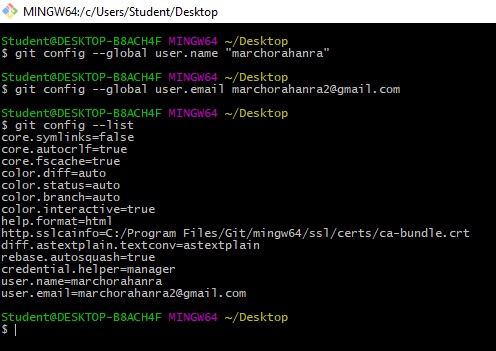 MINGW64:/c/Users/Student/Desktop
Student@DESKTOP-B8ACH4F MINGW64 ~/Desktop
$ git config --global user.name "marchorahanra"
Student@DESKTOP-B8ACH4F MINGW64 ~/Desktop
$ git config --global user.email marchorahanra2@gmail.com
Student@DESKTOP-B8ACH4F MINGW64 ~/Desktop
$ git config --list
core.symlinks=false
core.autocrlf=true
core.fscache=true
color.diff=auto
color.status=auto
color.branch=auto
color.interactive=true
help.format=html
http.sslcainfo=C:/Program Files/Git/mingw64/ssl/certs/ca-bundle.crt
diff.astextplain.textconv=astextplain
rebase.autosquash=true
credential.helper=manager
user.name=marchorahanra
user.email=marchorahanra2@gmail.com
Student@DESKTOP-B8ACH4F MINGW64 ~/Desktop
$